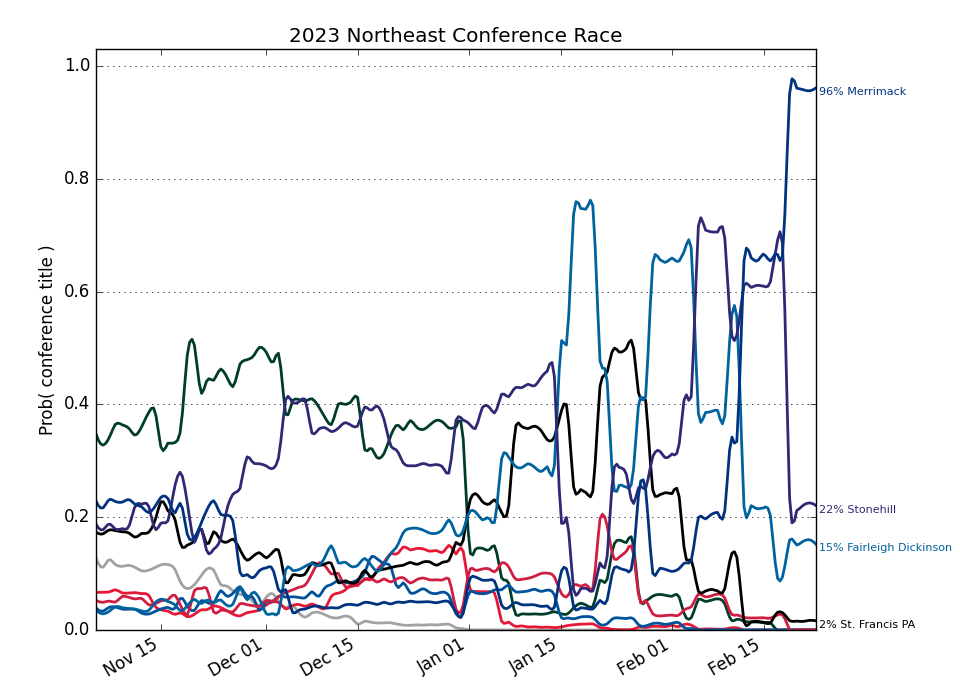 2023 Northeast Conference Race
Prob( conference title )
1.0
0.8
0.6
0.4
0.2
0.0
Nov 15
Dec 01
Dec 15
Jan 01
Jan 15
Feb 01
Feb 15
96% Merrimack
22% Stonehill
15% Fairleigh Dickinson
2% St. Francis PA